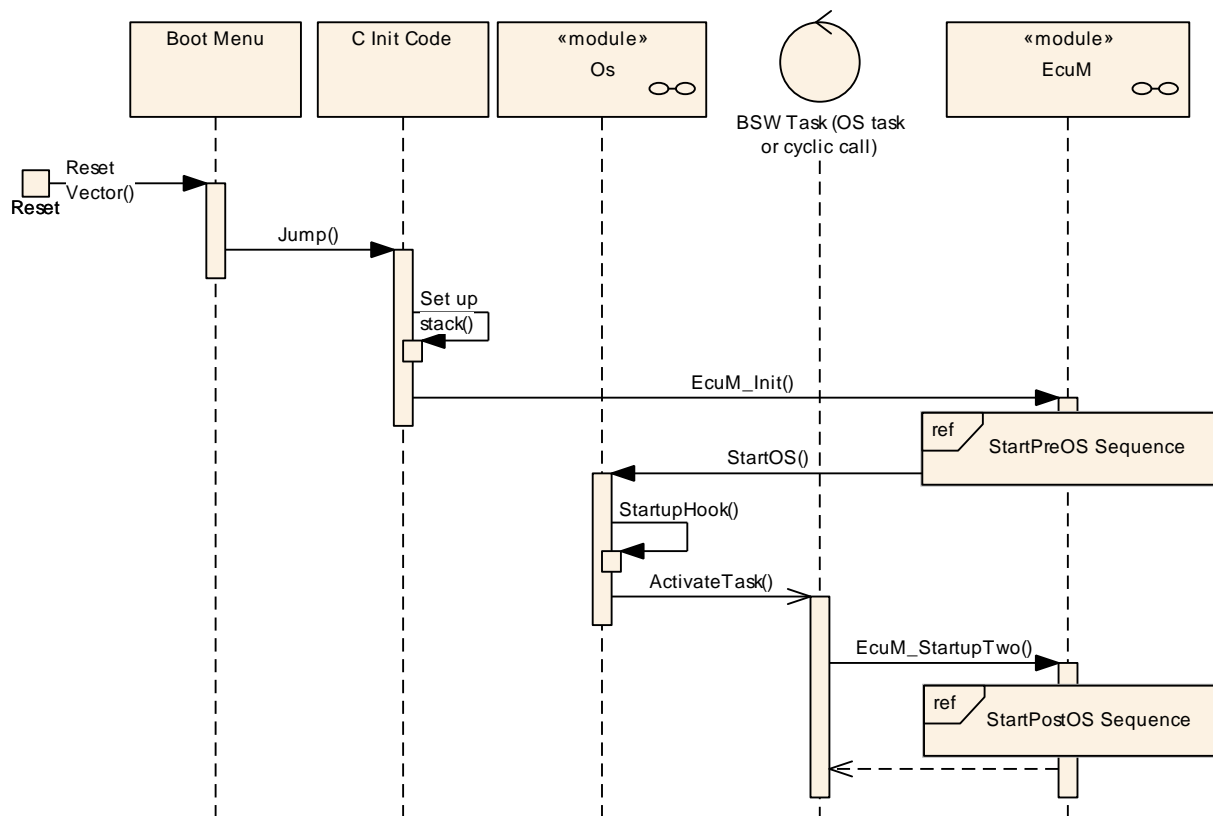 Boot Menu
C Init Code
«module»
Os
BSW Task (OS task
or cyclic call)
«module»
EcuM
Reset
Vector()
Reset
Jump()
Set up
stack()
EcuM_Init()
ref
StartPreOS Sequence
StartOS()
StartupHook()
ActivateTask()
EcuM_StartupTwo()
ref
StartPostOS Sequence